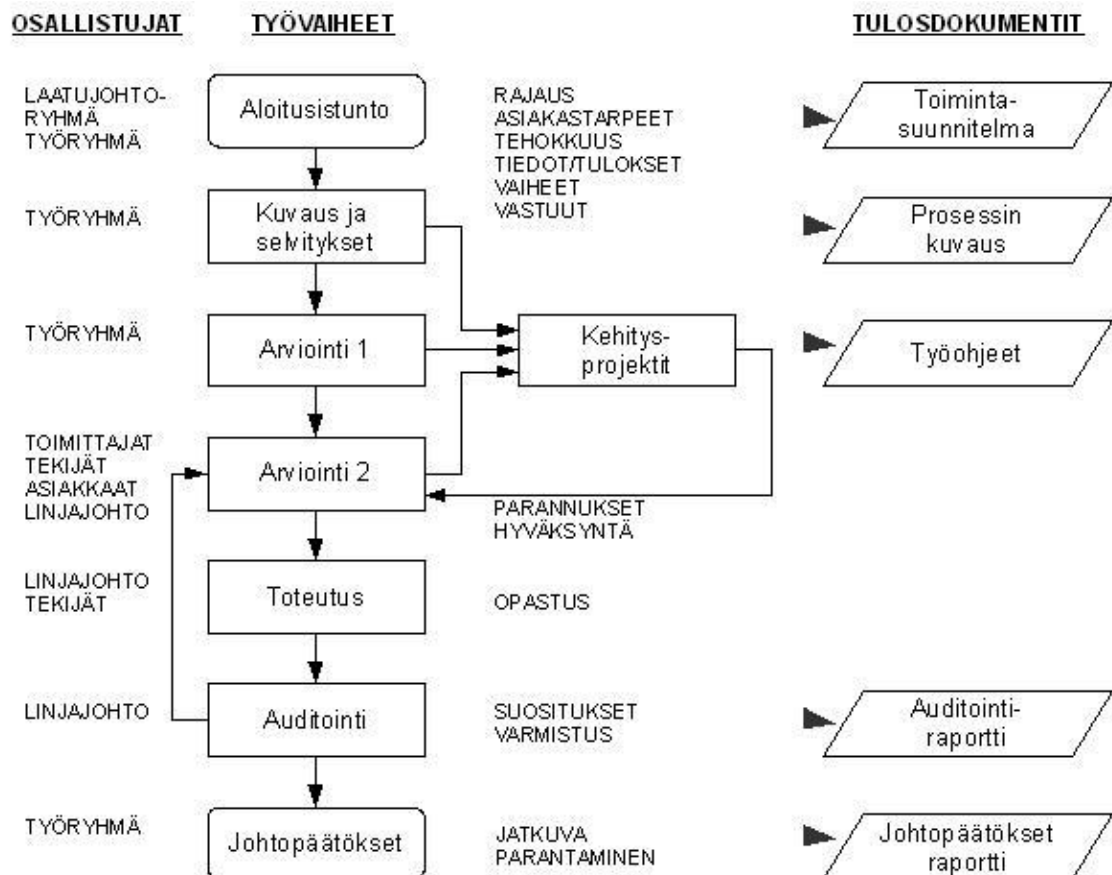 OSALLISTUJAT TYÖVAIHEET TULOSDOKUMENTIT
LAATUJOHTO-
RYHMÄ
TYÖRYHMÄ
Aloitusistunto
RAJAUS
ASIAKASTARPEET
TEHOKKUUS
TIEDOT/TULOKSET
VAIHEET
VASTUUT
Toiminta-
suunnitelma
TYÖRYHMÄ
Kuvaus ja
selvitykset
Prosessin
kuvaus
TYÖRYHMÄ
Arviointi 1
Kehitys-
projektit
Työohjeet
TOIMITTAJAT
TEKIJÄT
ASIAKKAAT
LINJAJOHTO
Arviointi 2
PARANNUKSET
HYVÄKSYNTÄ
LINJAJOHTO
TEKIJÄT
Toteutus
OPASTUS
LINJAJOHTO
Auditointi
SUOSITUKSET
VARMISTUS
Auditointi-
raportti
TYÖRYHMÄ
Johtopäätökset
JATKUVA
PARANTAMINEN
Johtopäätökset
raportti